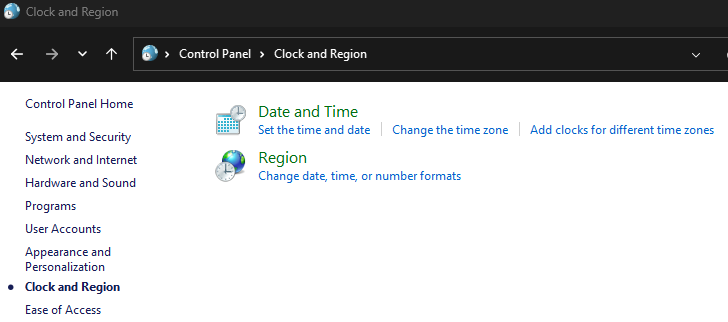 Clock and Region
Control Panel Clock and Region
Control Panel Home
System and Security
Network and Internet
Hardware and Sound
Programs
User Accounts
Appearance and
Personalization
Clock and Region
Ease of Access
Date and Time
Set the time and date Change the time zone Add clocks for different time zones
Region
Change date, time, or number formats